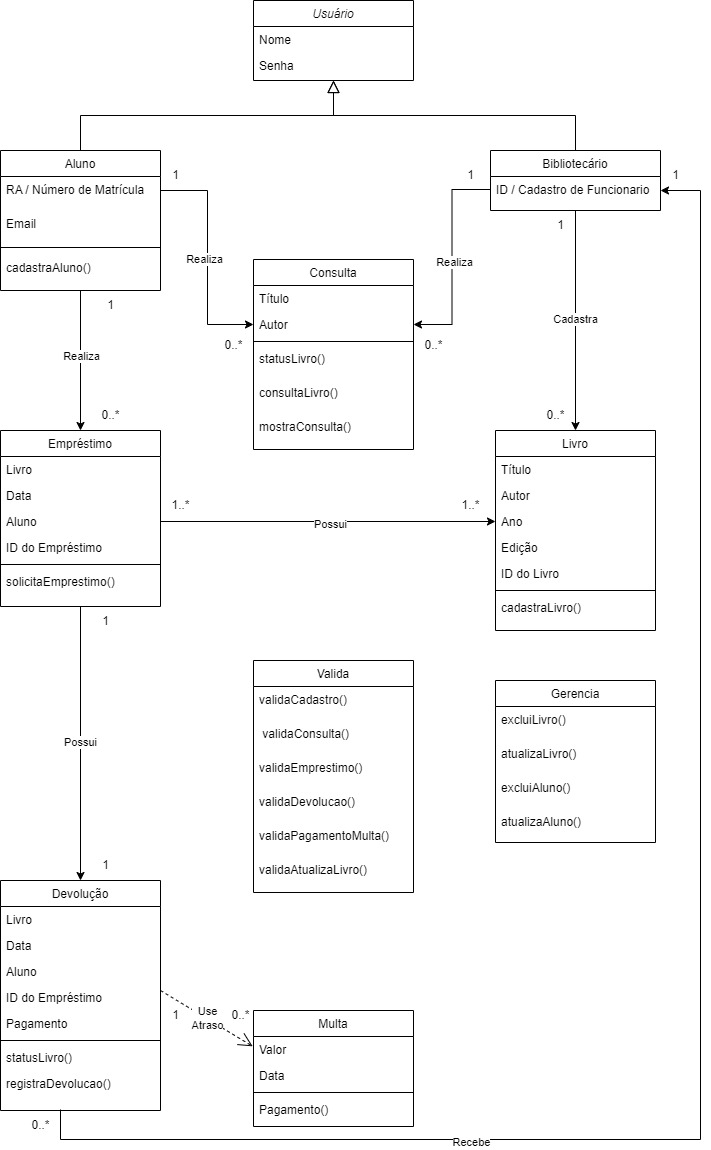 Usuário
Nome
Senha
Aluno
RA / Número de Matrícula
Email
cadastraAluno()
1
1
Bibliotecário
ID / Cadastro de Funcionario
1
1
1
Realiza
Realiza
Consulta
Título
Autor
statusLivro()
consultaLivro()
mostraConsulta()
0..*
0..*
Cadastra
Realiza
0..*
0..*
Empréstimo
Livro
Data
Aluno
ID do Empréstimo
solicitaEmprestimo()
1..*
Possui
1..*
Livro
Título
Autor
Ano
Edição
ID do Livro
cadastraLivro()
1
Possui
1
Valida
validaCadastro()
validaConsulta()
validaEmprestimo()
validaDevolucao()
validaPagamentoMulta()
validaAtualizaLivro()
Gerencia
excluiLivro()
atualizaLivro()
excluiAluno()
atualizaAluno()
Devolução
Livro
Data
Aluno
ID do Empréstimo
Pagamento
statusLivro()
registraDevolucao()
1
Use
Atraso
0..*
Multa
Valor
Data
Pagamento()
0..*
Recebe